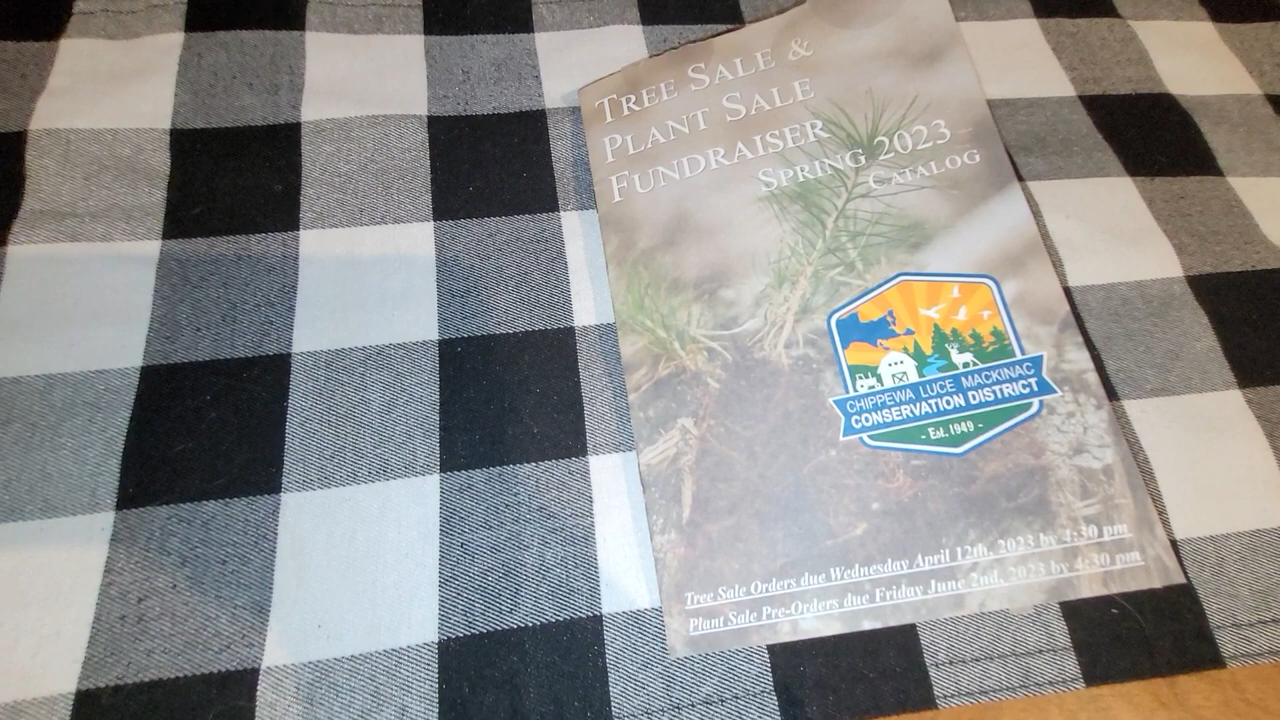 TREE SALE &
PLANT SALE
FUNDRAISER
SPRING 2023
CATALOG
CHIPPEWA LUCE MACKINAC
CONSERVATION DISTRICT
- Est. 1949 -
Tree Sale Orders due Wednesday April 12th, 2023 by 4:30 pm
Plant Sale Pre-Orders due Friday June 2nd, 2023 by 4:30 pm